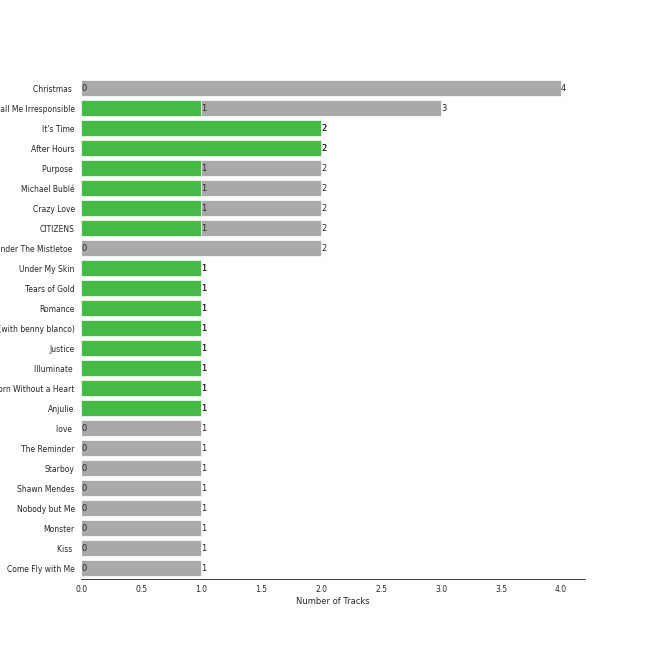 Christmas 0 4
all Me Irresponsible 1 3
It's Time 2
After Hours 2
Purpose 1 2
Michael Bublé 1 2
Crazy Love 1 2
CITIZENS 1 2
nder The Mistletoe 0 2
Under My Skin 1
Tears of Gold 1
Romance 1
(with benny blanco) 1
Justice 1
Illuminate 1
orn Without a Heart 1
Anjulie 1
love 0 1
The Reminder 0 1
Starboy 0 1
Shawn Mendes 0 1
Nobody but Me 0 1
Monster 0 1
Kiss 0 1
Come Fly with Me 0 1
0.0 0.5 1.0 1.5 2.0 2.5 3.0 3.5 4.0
Number of Tracks